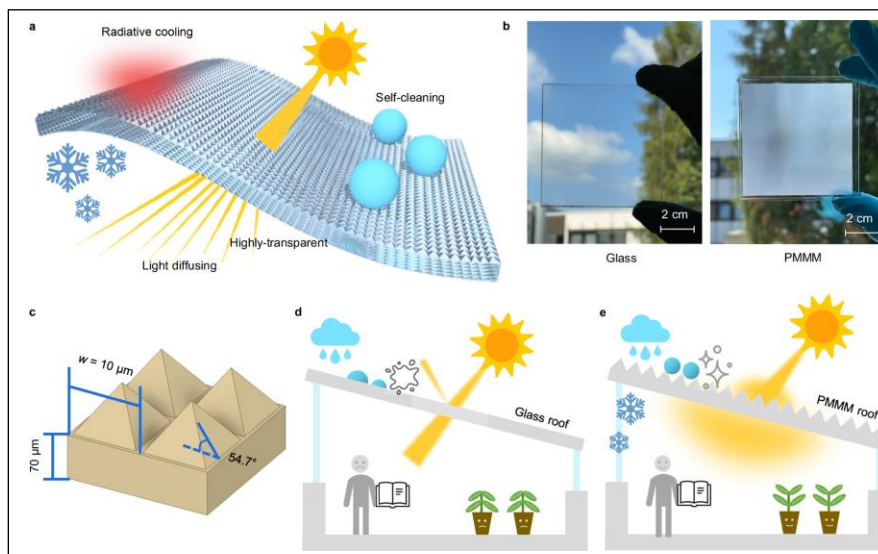 a
Radiative cooling
Self-cleaning
Highly-transparent
Light diffusing
b
2 cm
2 cm
Glass
PMMM
c
w = 10 μm
70 μm
54.7°
d
Glass roof
e
PMMM roof